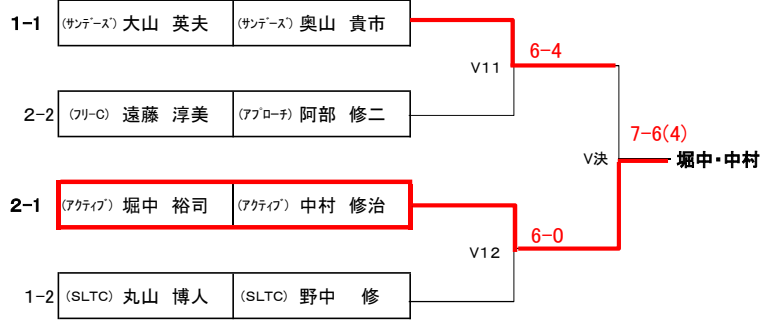 1-1 (サンデーズ) 大山 英夫 (サンデーズ) 奥山 貴市
6-4
V11
2-2 (フリーC) 遠藤 淳美 (アプローチ) 阿部 修二
7-6(4)
V決
堀中・中村
2-1 (アクティブ) 堀中 裕司 (アクティブ) 中村 修治
6-0
V12
1-2 (SLTC) 丸山 博人 (SLTC) 野中 修